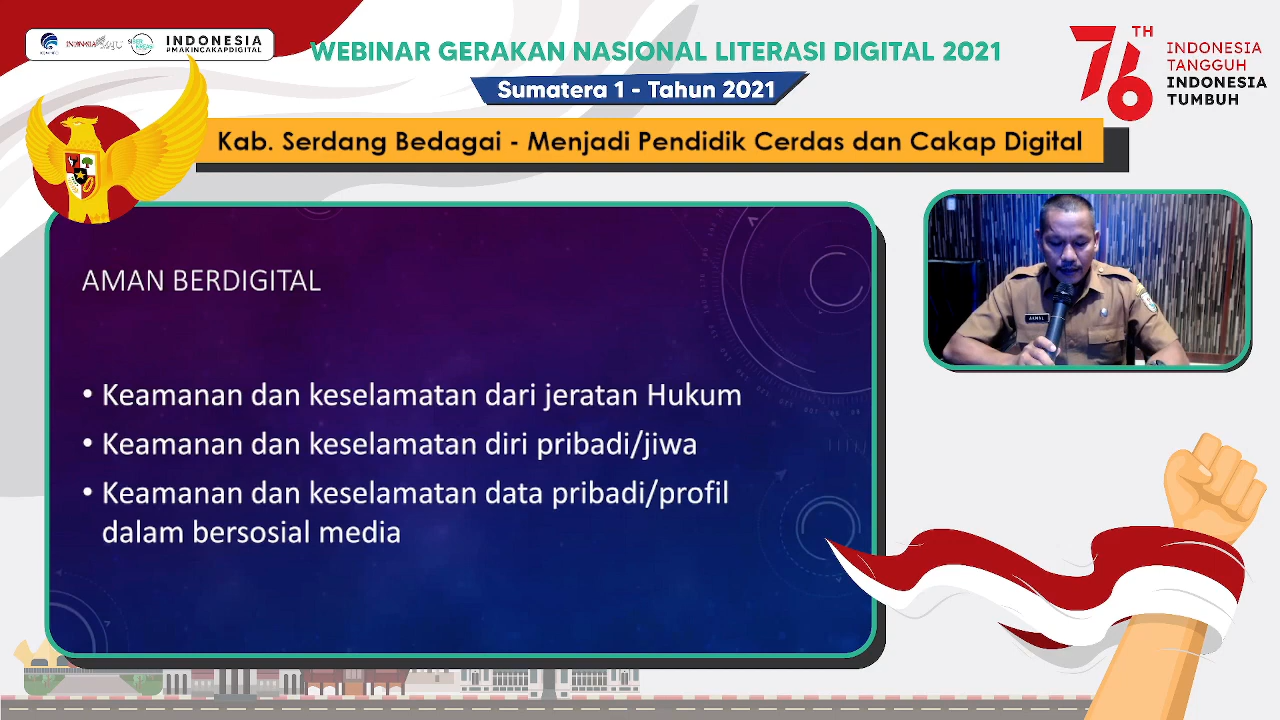 INDONESIA
#MAKINCAKAPDIGITAL
WEBINAR GERAKAN NASIONAL LITERASI DIGITAL 2021
Sumatera 1 - Tahun 2021
76TH
INDONESIA
TANGGUH
INDONESIA
TUMBUH
Kab. Serdang Bedagai - Menjadi Pendidik Cerdas dan Cakap Digital
AMAN BERDIGITAL
• Keamanan dan keselamatan dari jeratan Hukum
• Keamanan dan keselamatan diri pribadi/jiwa
• Keamanan dan keselamatan data pribadi/profil
dalam bersosial media